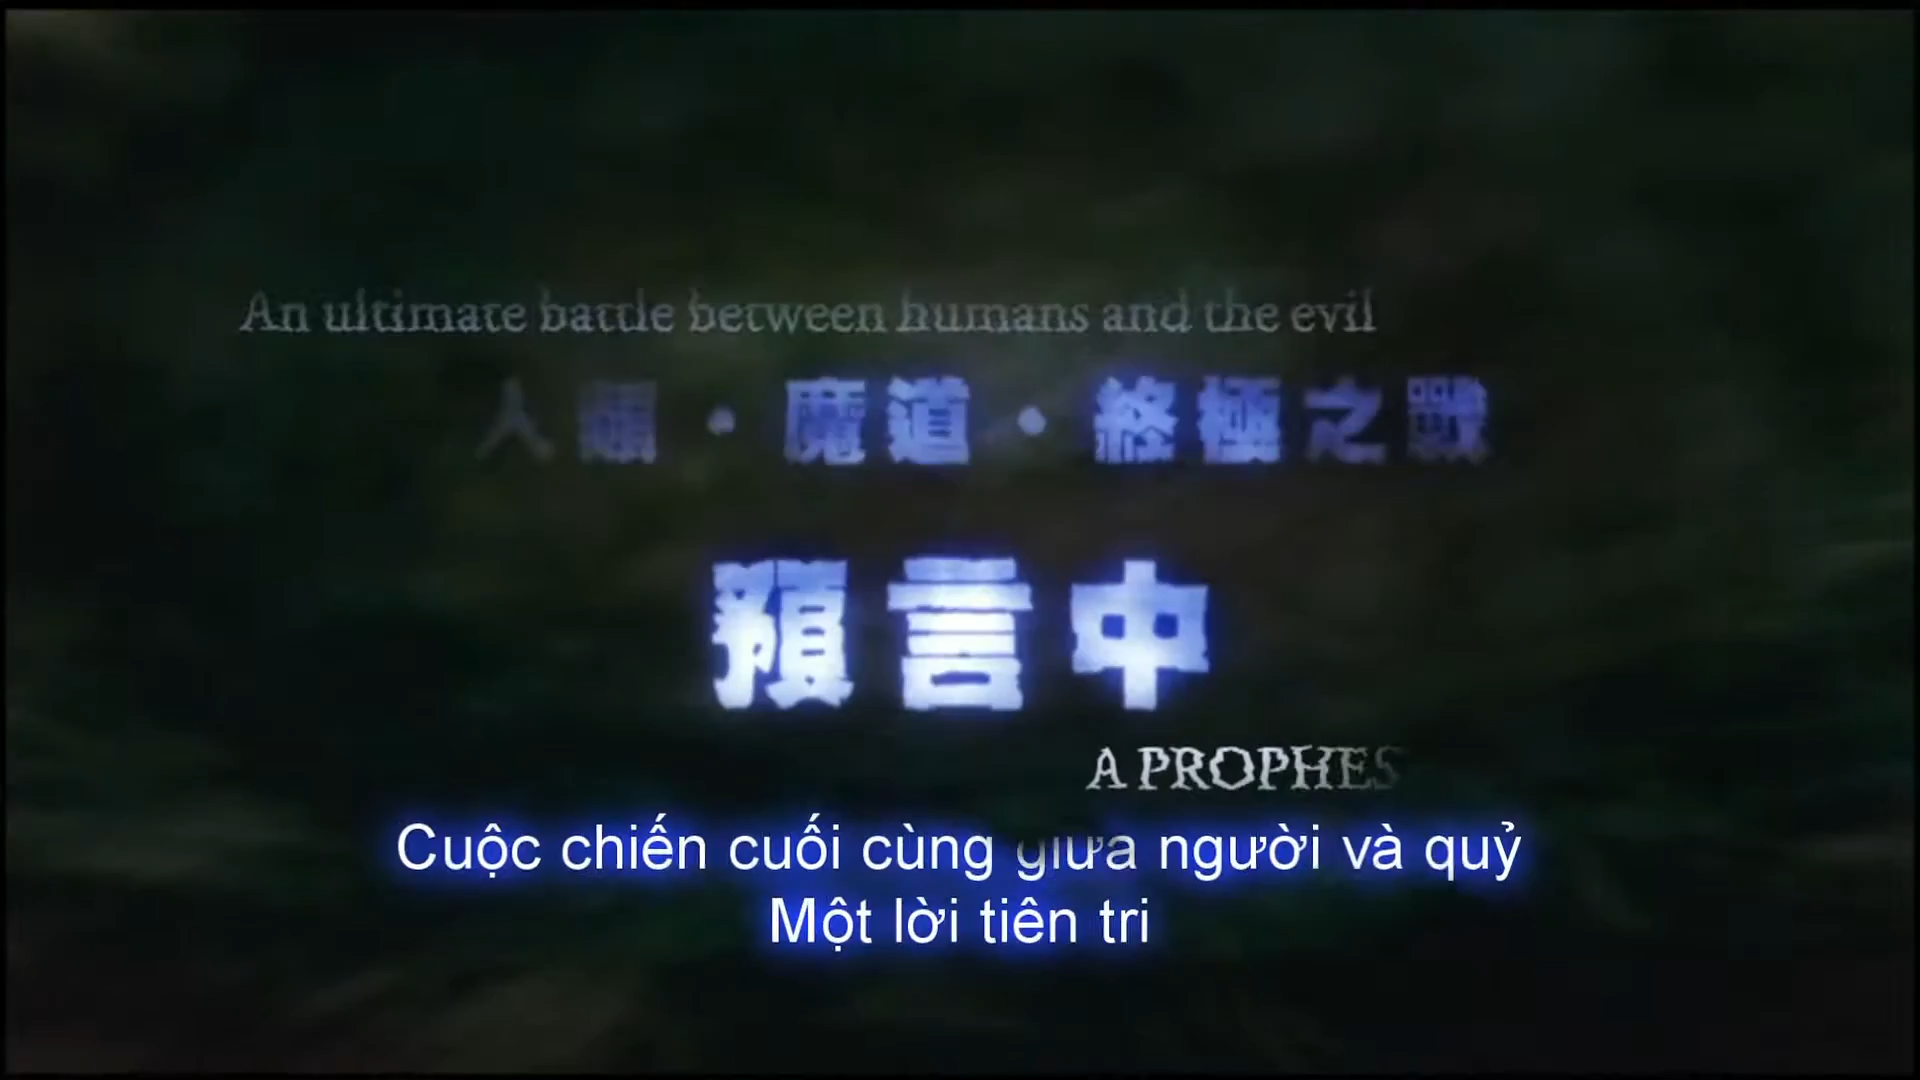 An ultimate battle between humans and the evil
人類・魔道・終極之戰
預言中
A PROPHES
Cuộc chiến cuối cùng giữa người và quỷ
Một lời tiên tri